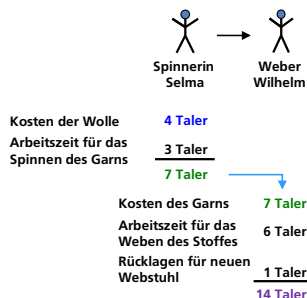 Spinnerin Weber
Selma Wilhelm
Kosten der Wolle 4 Taler
Arbeitszeit für das
Spinnen des Garns 3 Taler
7 Taler
Kosten des Garns 7 Taler
Arbeitszeit für das
Weben des Stoffes 6 Taler
Rücklagen für neuen
Webstuhl 1 Taler
14 Taler